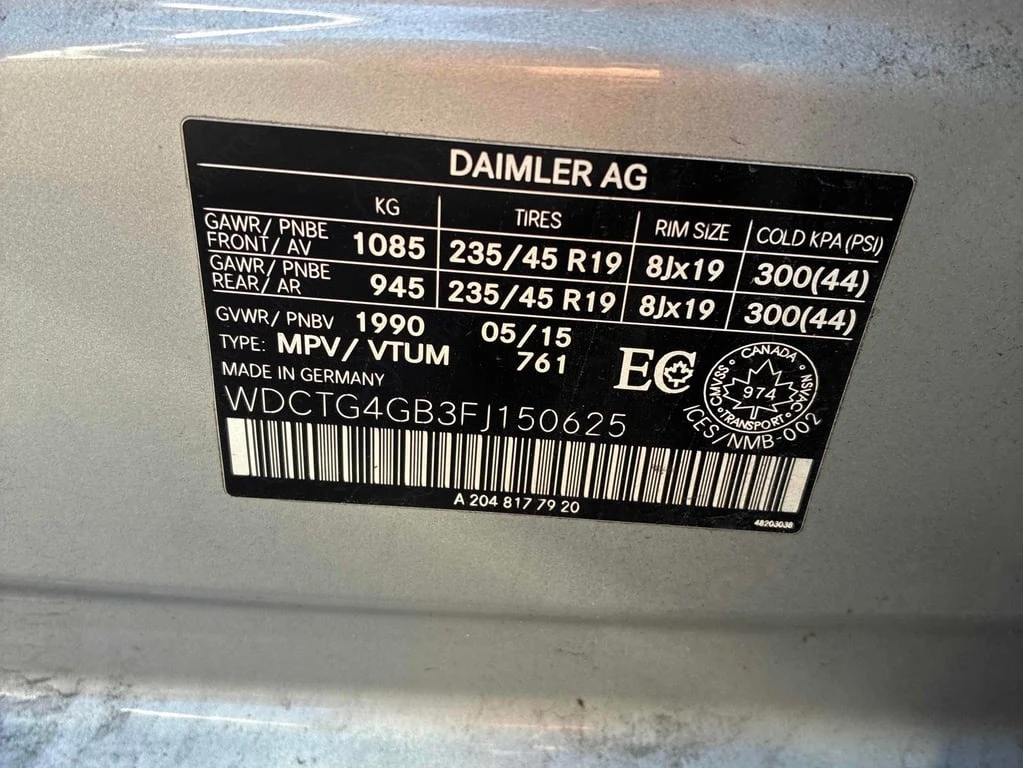 DAIMLER AG
KG TIRES RIM SIZE COLD KPA (PSI)
GAWR/ PNBE FRONT/ AV 1085 235/45 R19 8Jx19 300(44)
GAWR/ PNBE REAR/ AR 945 235/45 R19 8Jx19 300(44)
GVWR/ PNBV 1990 05/15
TYPE: MPV/ VTUM 761
EC
CANADA
CMVSS NSVAC
974
TRANSPORT
ICES/NMB-002
MADE IN GERMANY
WDCTG4GB3FJ150625
A 204 817 79 20
48203038